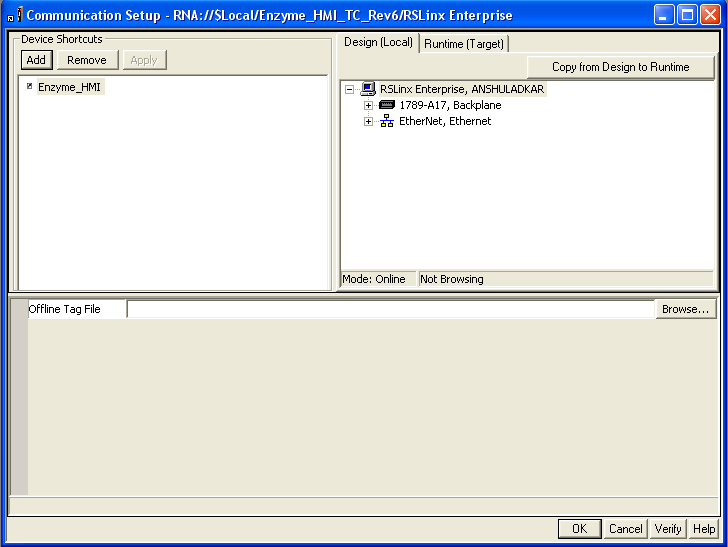 Communication Setup - RNA://$Local/Enzyme_HMI_TC_Rev6/RSLinx Enterprise
Device Shortcuts
Add Remove Apply
Enzyme_HMI
Design (Local) Runtime (Target)
Copy from Design to Runtime
RSLinx Enterprise, ANSHULADKAR
1789-A17, Backplane
EtherNet, Ethernet
Mode: Online Not Browsing
Offline Tag File Browse...
OK Cancel Verify Help